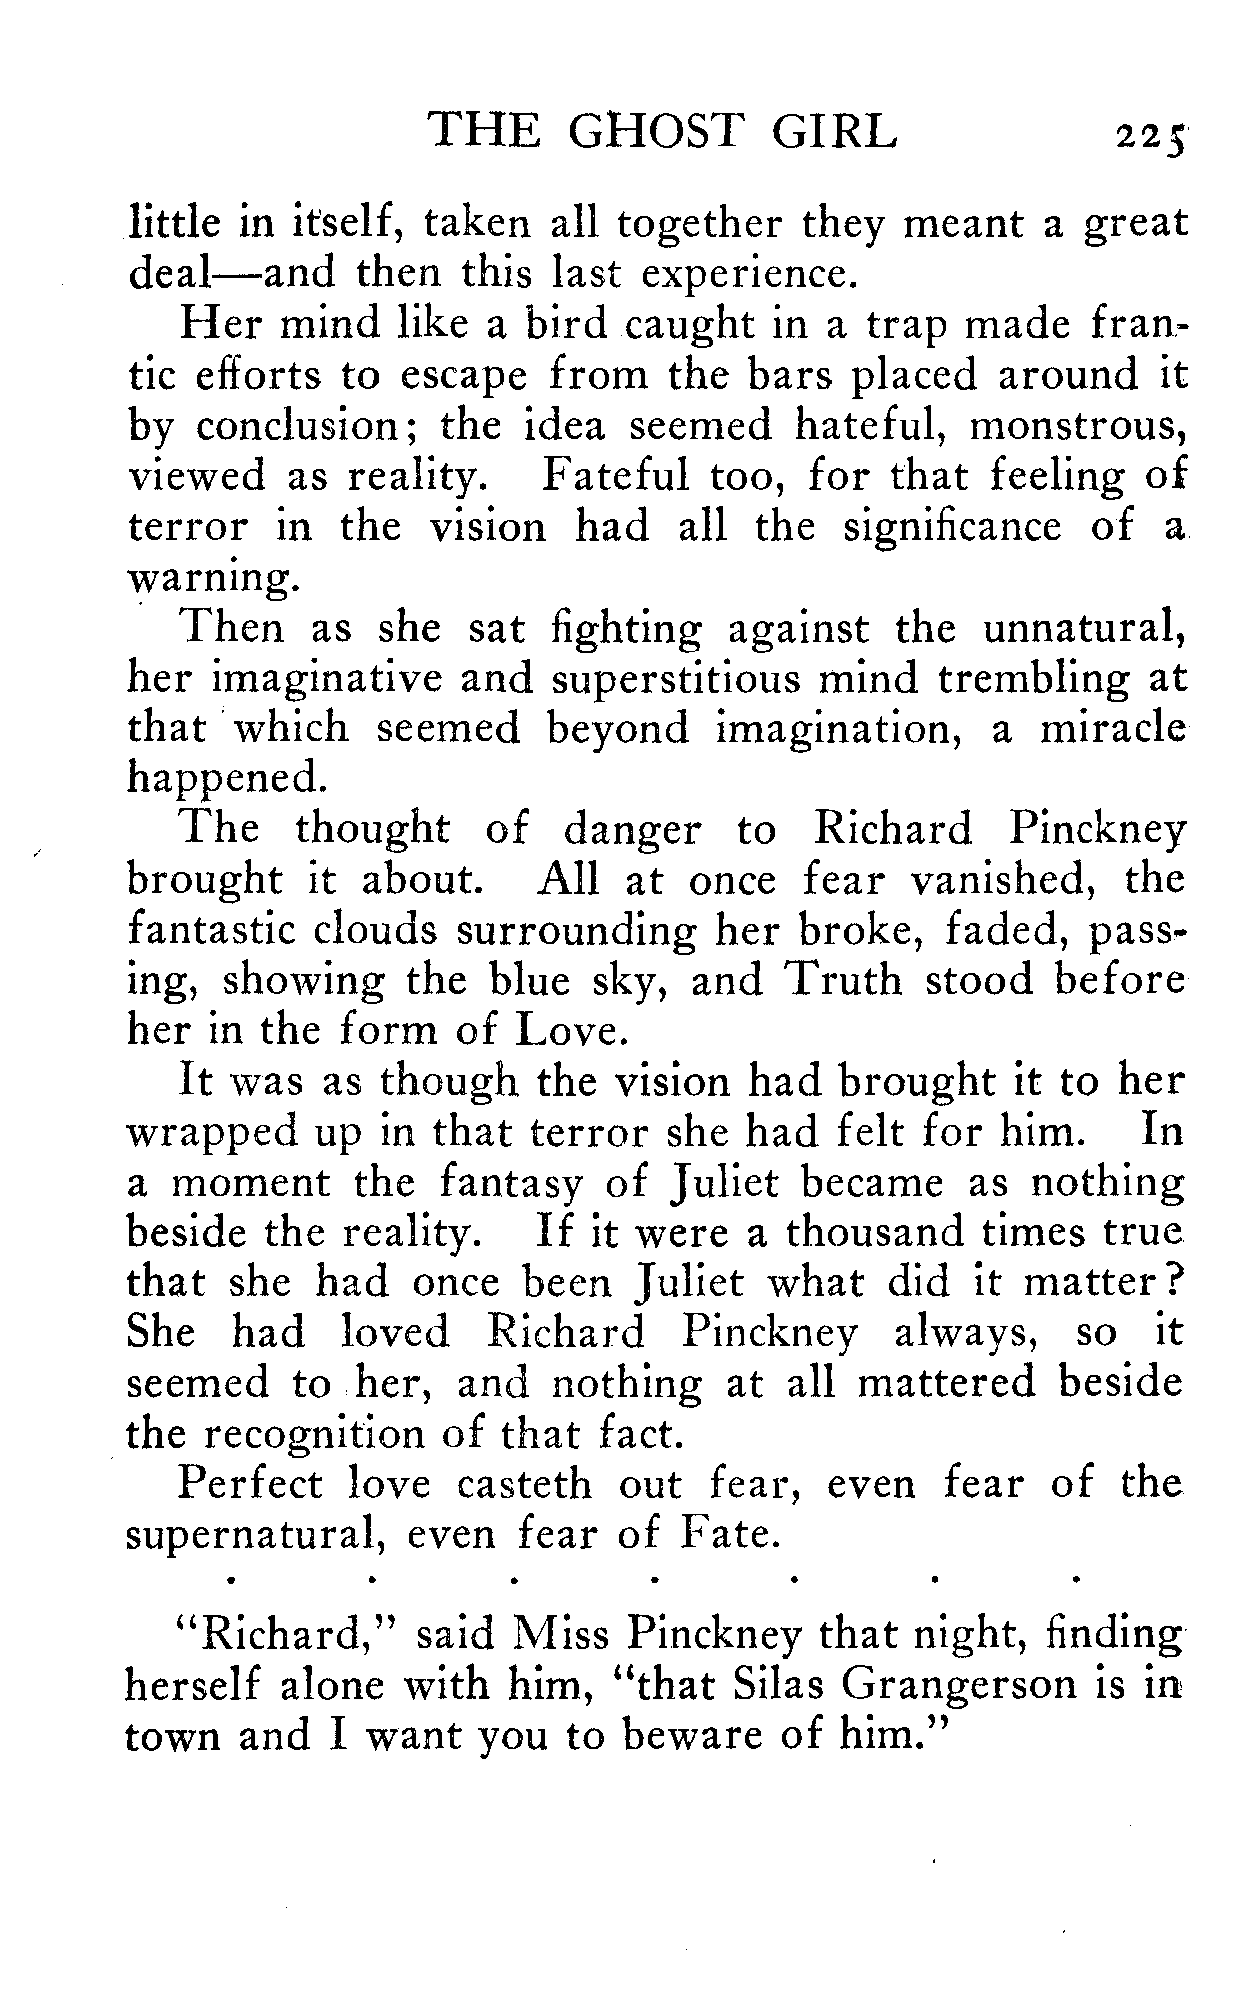 THE GHOST GIRL 225
little in itself, taken all together they meant a great
deal—and then this last experience.
Her mind like a bird caught in a trap made fran-
tic efforts to escape from the bars placed around it
by conclusion; the idea seemed hateful, monstrous,
viewed as reality. Fateful too, for that feeling of
terror in the vision had all the significance of a
warning.
Then as she sat fighting against the unnatural,
her imaginative and superstitious mind trembling at
that which seemed beyond imagination, a miracle
happened.
The thought of danger to Richard Pinckney
brought it about. All at once fear vanished, the
fantastic clouds surrounding her broke, faded, pass-
ing, showing the blue sky, and Truth stood before
her in the form of Love.
It was as though the vision had brought it to her
wrapped up in that terror she had felt for him. In
a moment the fantasy of Juliet became as nothing
beside the reality. If it were a thousand times true
that she had once been Juliet what did it matter?
She had loved Richard Pinckney always, so it
seemed to her, and nothing at all mattered beside
the recognition of that fact.
Perfect love casteth out fear, even fear of the
supernatural, even fear of Fate.
. . . . . . .
"Richard," said Miss Pinckney that night, finding
herself alone with him, "that Silas Grangerson is in
town and I want you to beware of him."